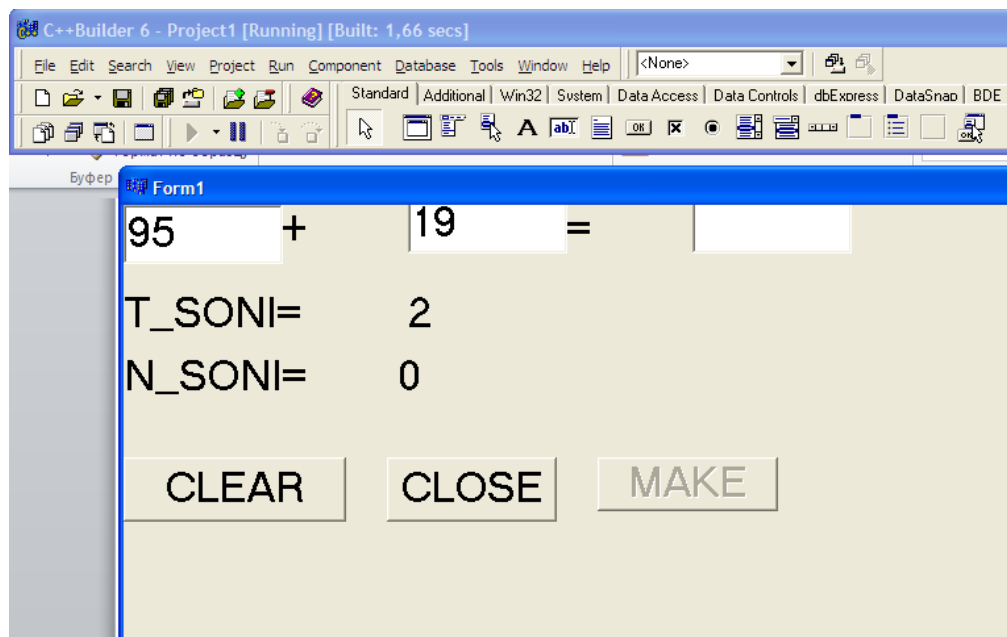 C++Builder 6 - Project1 [Running] [Built: 1,66 secs]
File Edit Search View Project Run Component Database Tools Window Help <None>
Standard Additional Win32 System Data Access Data Controls dbExpress DataSnap BDE
Буфер
Form1
95 + 19 =
T_SONI= 2
N_SONI= 0
CLEAR CLOSE MAKE